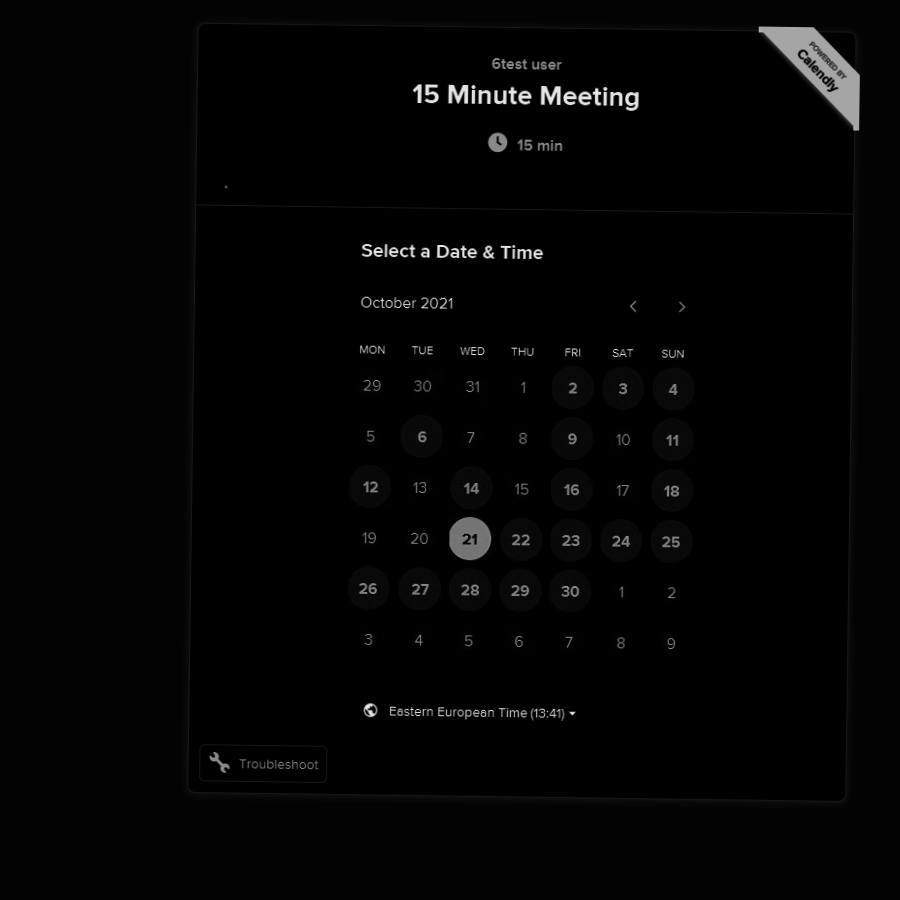 POWERED BY
Calendly
6test user
15 Minute Meeting
15 min
Select a Date & Time
October 2021
MON TUE WED THU FRI SAT SUN
29 30 31 1 2 3 4
5 6 7 8 9 10 11
12 13 14 15 16 17 18
19 20 21 22 23 24 25
26 27 28 29 30 1 2
3 4 5 6 7 8 9
Eastern European Time (13:41)
Troubleshoot